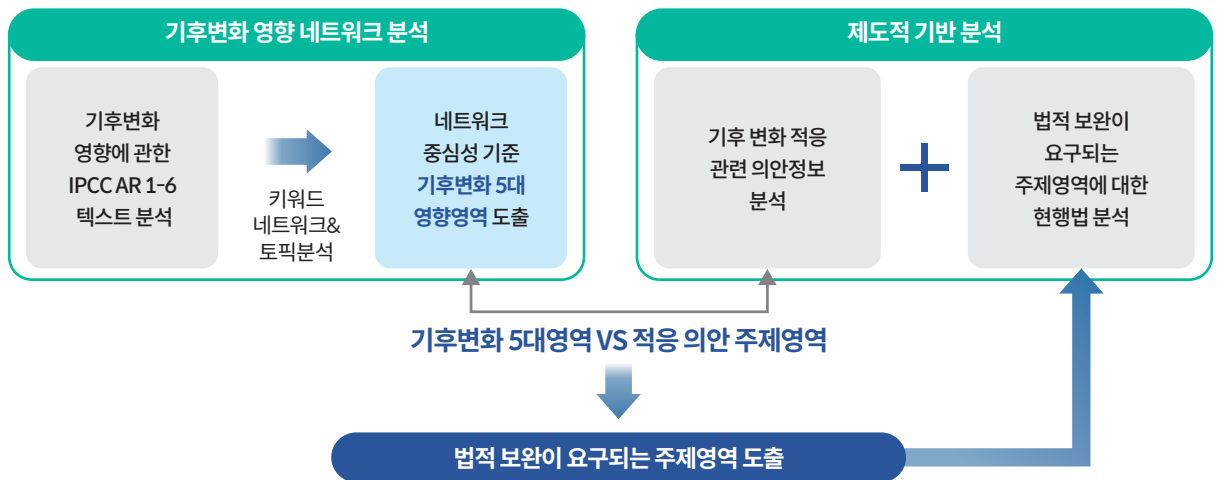 기후변화 영향 네트워크 분석
기후변화
영향에 관한
IPCC AR 1-6
텍스트 분석
키워드
네트워크&
토픽분석
네트워크
중심성 기준
기후변화 5대
영향영역 도출
제도적 기반 분석
기후 변화 적응
관련 의안정보
분석
법적 보완이
요구되는
주제영역에 대한
현행법 분석
기후변화 5대영역 VS 적응 의안 주제영역
법적 보완이 요구되는 주제영역 도출